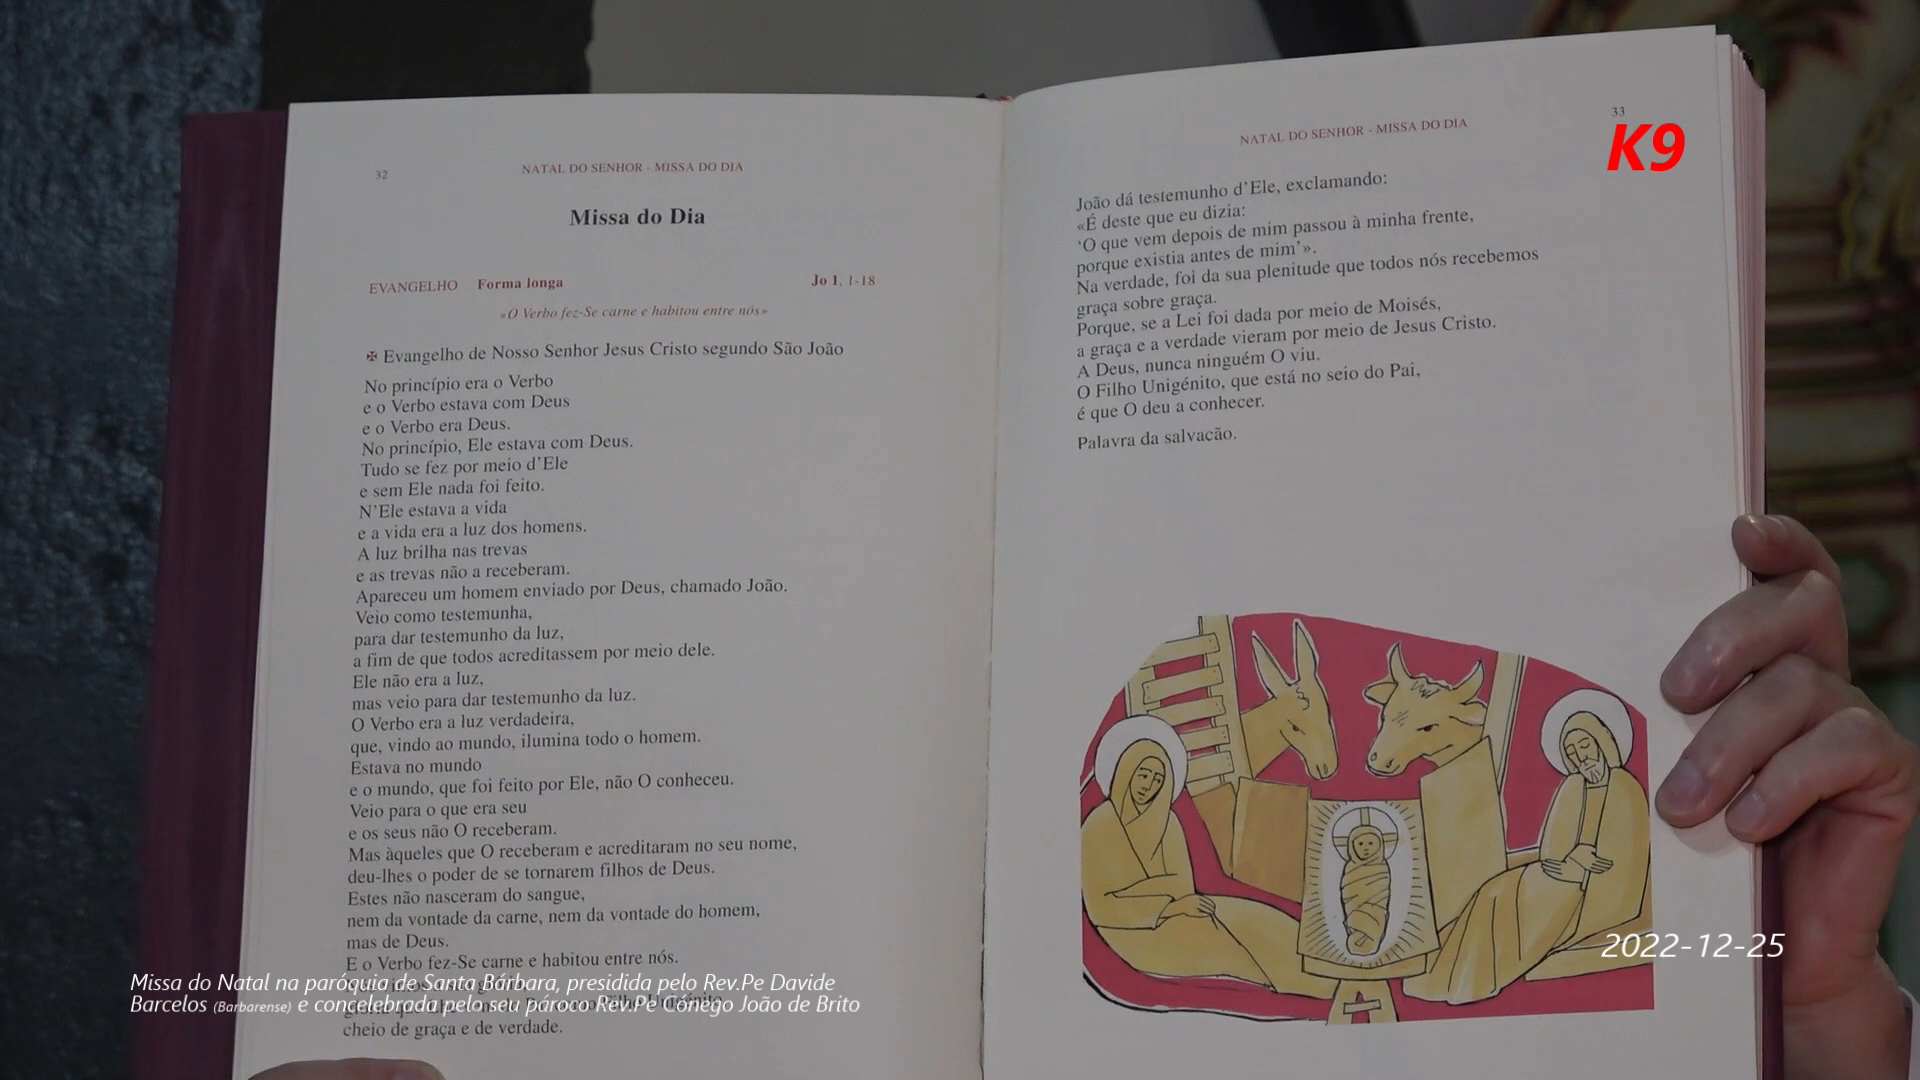 32
NATAL DO SENHOR - MISSA DO DIA
Missa do Dia
EVANGELHO Forma longa Jo 1, 1-18
«O Verbo fez-Se carne e habitou entre nós»
✠ Evangelho de Nosso Senhor Jesus Cristo segundo São João
No princípio era o Verbo
e o Verbo estava com Deus
e o Verbo era Deus.
No princípio, Ele estava com Deus.
Tudo se fez por meio d’Ele
e sem Ele nada foi feito.
N’Ele estava a vida
e a vida era a luz dos homens.
A luz brilha nas trevas
e as trevas não a receberam.
Apareceu um homem enviado por Deus, chamado João.
Veio como testemunha,
para dar testemunho da luz,
a fim de que todos acreditassem por meio dele.
Ele não era a luz,
mas veio para dar testemunho da luz.
O Verbo era a luz verdadeira,
que, vindo ao mundo, ilumina todo o homem.
Estava no mundo
e o mundo, que foi feito por Ele, não O conheceu.
Veio para o que era seu
e os seus não O receberam.
Mas àqueles que O receberam e acreditaram no seu nome,
deu-lhes o poder de se tornarem filhos de Deus.
Estes não nasceram do sangue,
nem da vontade da carne, nem da vontade do homem,
mas de Deus.
E o Verbo fez-Se carne e habitou entre nós.
cheio de graça e de verdade.
33
NATAL DO SENHOR - MISSA DO DIA
João dá testemunho d’Ele, exclamando:
«É deste que eu dizia:
‘O que vem depois de mim passou à minha frente,
porque existia antes de mim’».
Na verdade, foi da sua plenitude que todos nós recebemos
graça sobre graça.
Porque, se a Lei foi dada por meio de Moisés,
a graça e a verdade vieram por meio de Jesus Cristo.
A Deus, nunca ninguém O viu.
O Filho Unigénito, que está no seio do Pai,
é que O deu a conhecer.
Palavra da salvação.
K9
2022-12-25
Missa do Natal na paróquia de Santa Bárbara, presidida pelo Rev.Pe Davide
Barcelos (Barbarense) e concelebrada pelo seu pároco Rev.Pe Cónego João de Brito